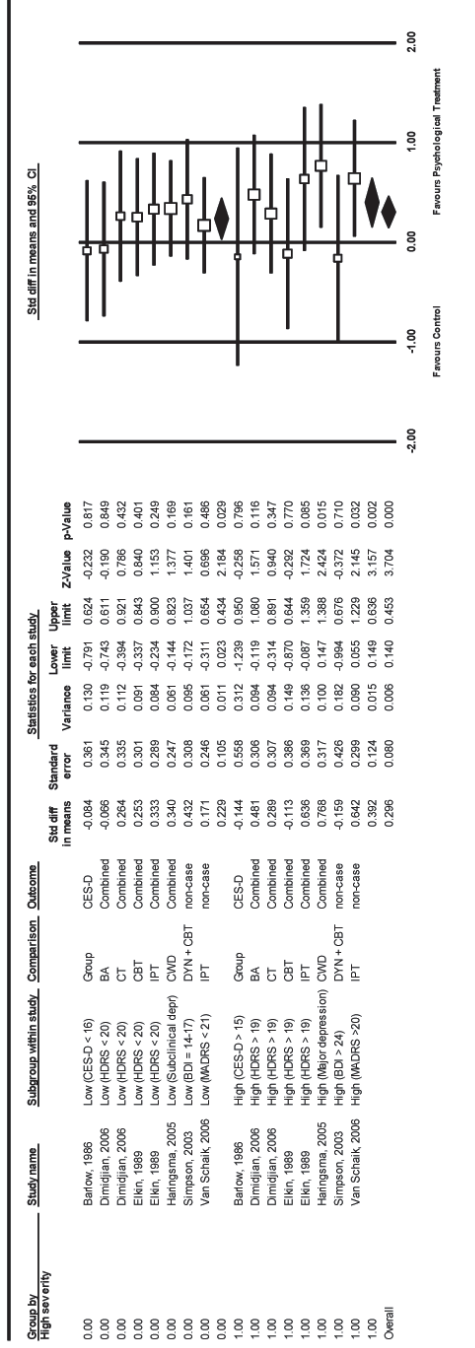 Group by Study name Subgroup within study Comparison Outcome Statistics for each study Std diff in means and 95% CI
High severity
Std diff in means Standard error Variance Lower limit Upper limit Z-Value p-Value
0.00 Barlow, 1986 Low (CES-D < 16) Group CES-D -0.084 0.361 0.130 -0.791 0.624 -0.232 0.817
0.00 Dimidjian, 2006 Low (HDRS < 20) BA Combined -0.066 0.345 0.119 -0.743 0.611 -0.190 0.849
0.00 Dimidjian, 2006 Low (HDRS < 20) CT Combined 0.264 0.335 0.112 -0.394 0.921 0.786 0.432
0.00 Elkin, 1989 Low (HDRS < 20) CBT Combined 0.253 0.301 0.091 -0.337 0.843 0.840 0.401
0.00 Elkin, 1989 Low (HDRS < 20) IPT Combined 0.333 0.289 0.084 -0.234 0.900 1.153 0.249
0.00 Haringsma, 2005 Low (Subclinical depr) CWD Combined 0.340 0.247 0.061 -0.144 0.823 1.377 0.169
0.00 Simpson, 2003 Low (BDI = 14-17) DYN + CBT non-case 0.432 0.308 0.095 -0.172 1.037 1.401 0.161
0.00 Van Schaik, 2006 Low (MADRS < 21) IPT non-case 0.171 0.246 0.061 -0.311 0.654 0.696 0.486
0.00 0.229 0.105 0.011 0.023 0.434 2.184 0.029
1.00 Barlow, 1986 High (CES-D > 15) Group CES-D -0.144 0.558 0.312 -1.239 0.950 -0.258 0.796
1.00 Dimidjian, 2006 High (HDRS > 19) BA Combined 0.481 0.306 0.094 -0.119 1.080 1.571 0.116
1.00 Dimidjian, 2006 High (HDRS > 19) CT Combined 0.289 0.307 0.094 -0.314 0.891 0.940 0.347
1.00 Elkin, 1989 High (HDRS > 19) CBT Combined -0.113 0.386 0.149 -0.870 0.644 -0.292 0.770
1.00 Elkin, 1989 High (HDRS > 19) IPT Combined 0.636 0.369 0.136 -0.087 1.359 1.724 0.085
1.00 Haringsma, 2005 High (Major depression) CWD Combined 0.768 0.317 0.100 0.147 1.388 2.424 0.015
1.00 Simpson, 2003 High (BDI > 24) DYN + CBT non-case -0.159 0.426 0.182 -0.994 0.676 -0.372 0.710
1.00 Van Schaik, 2006 High (MADRS >20) IPT non-case 0.642 0.299 0.090 0.055 1.229 2.145 0.032
1.00 0.392 0.124 0.015 0.149 0.636 3.157 0.002
Overall 0.296 0.080 0.006 0.140 0.453 3.704 0.000
-2.00 -1.00 0.00 1.00 2.00
Favours Control Favours Psychological Treatment